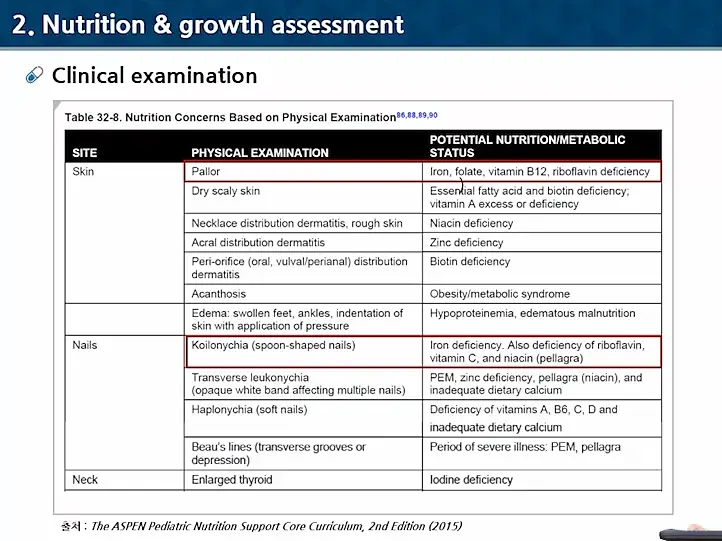 2. Nutrition & growth assessment
Clinical examination
Table 32-8. Nutrition Concerns Based on Physical Examination86,88,89,90
SITE PHYSICAL EXAMINATION POTENTIAL NUTRITION/METABOLIC
STATUS
Skin Pallor Iron, folate, vitamin B12, riboflavin deficiency
Dry scaly skin Essential fatty acid and biotin deficiency;
vitamin A excess or deficiency
Necklace distribution dermatitis, rough skin Niacin deficiency
Acral distribution dermatitis Zinc deficiency
Peri-orifice (oral, vulval/perianal) distribution Biotin deficiency
dermatitis
Acanthosis Obesity/metabolic syndrome
Edema: swollen feet, ankles, indentation of Hypoproteinemia, edematous malnutrition
skin with application of pressure
Nails Koilonychia (spoon-shaped nails) Iron deficiency. Also deficiency of riboflavin,
vitamin C, and niacin (pellagra)
Transverse leukonychia PEM, zinc deficiency, pellagra (niacin), and
(opaque white band affecting multiple nails) inadequate dietary calcium
Haplonychia (soft nails) Deficiency of vitamins A, B6, C, D and
inadequate dietary calcium
Beau's lines (transverse grooves or Period of severe illness: PEM, pellagra
depression)
Neck Enlarged thyroid Iodine deficiency
출처 : The ASPEN Pediatric Nutrition Support Core Curriculum, 2nd Edition (2015)